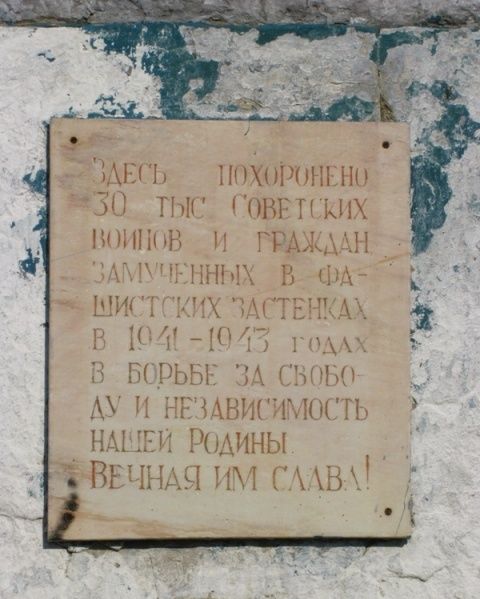 Здесь похоронено
30 тыс Советских
воинов и граждан,
замученных в фа-
шистских застенках
в 1941-1943 годах
в борьбе за свобо-
ду и независимость
нашей Родины.
Вечная им слава!